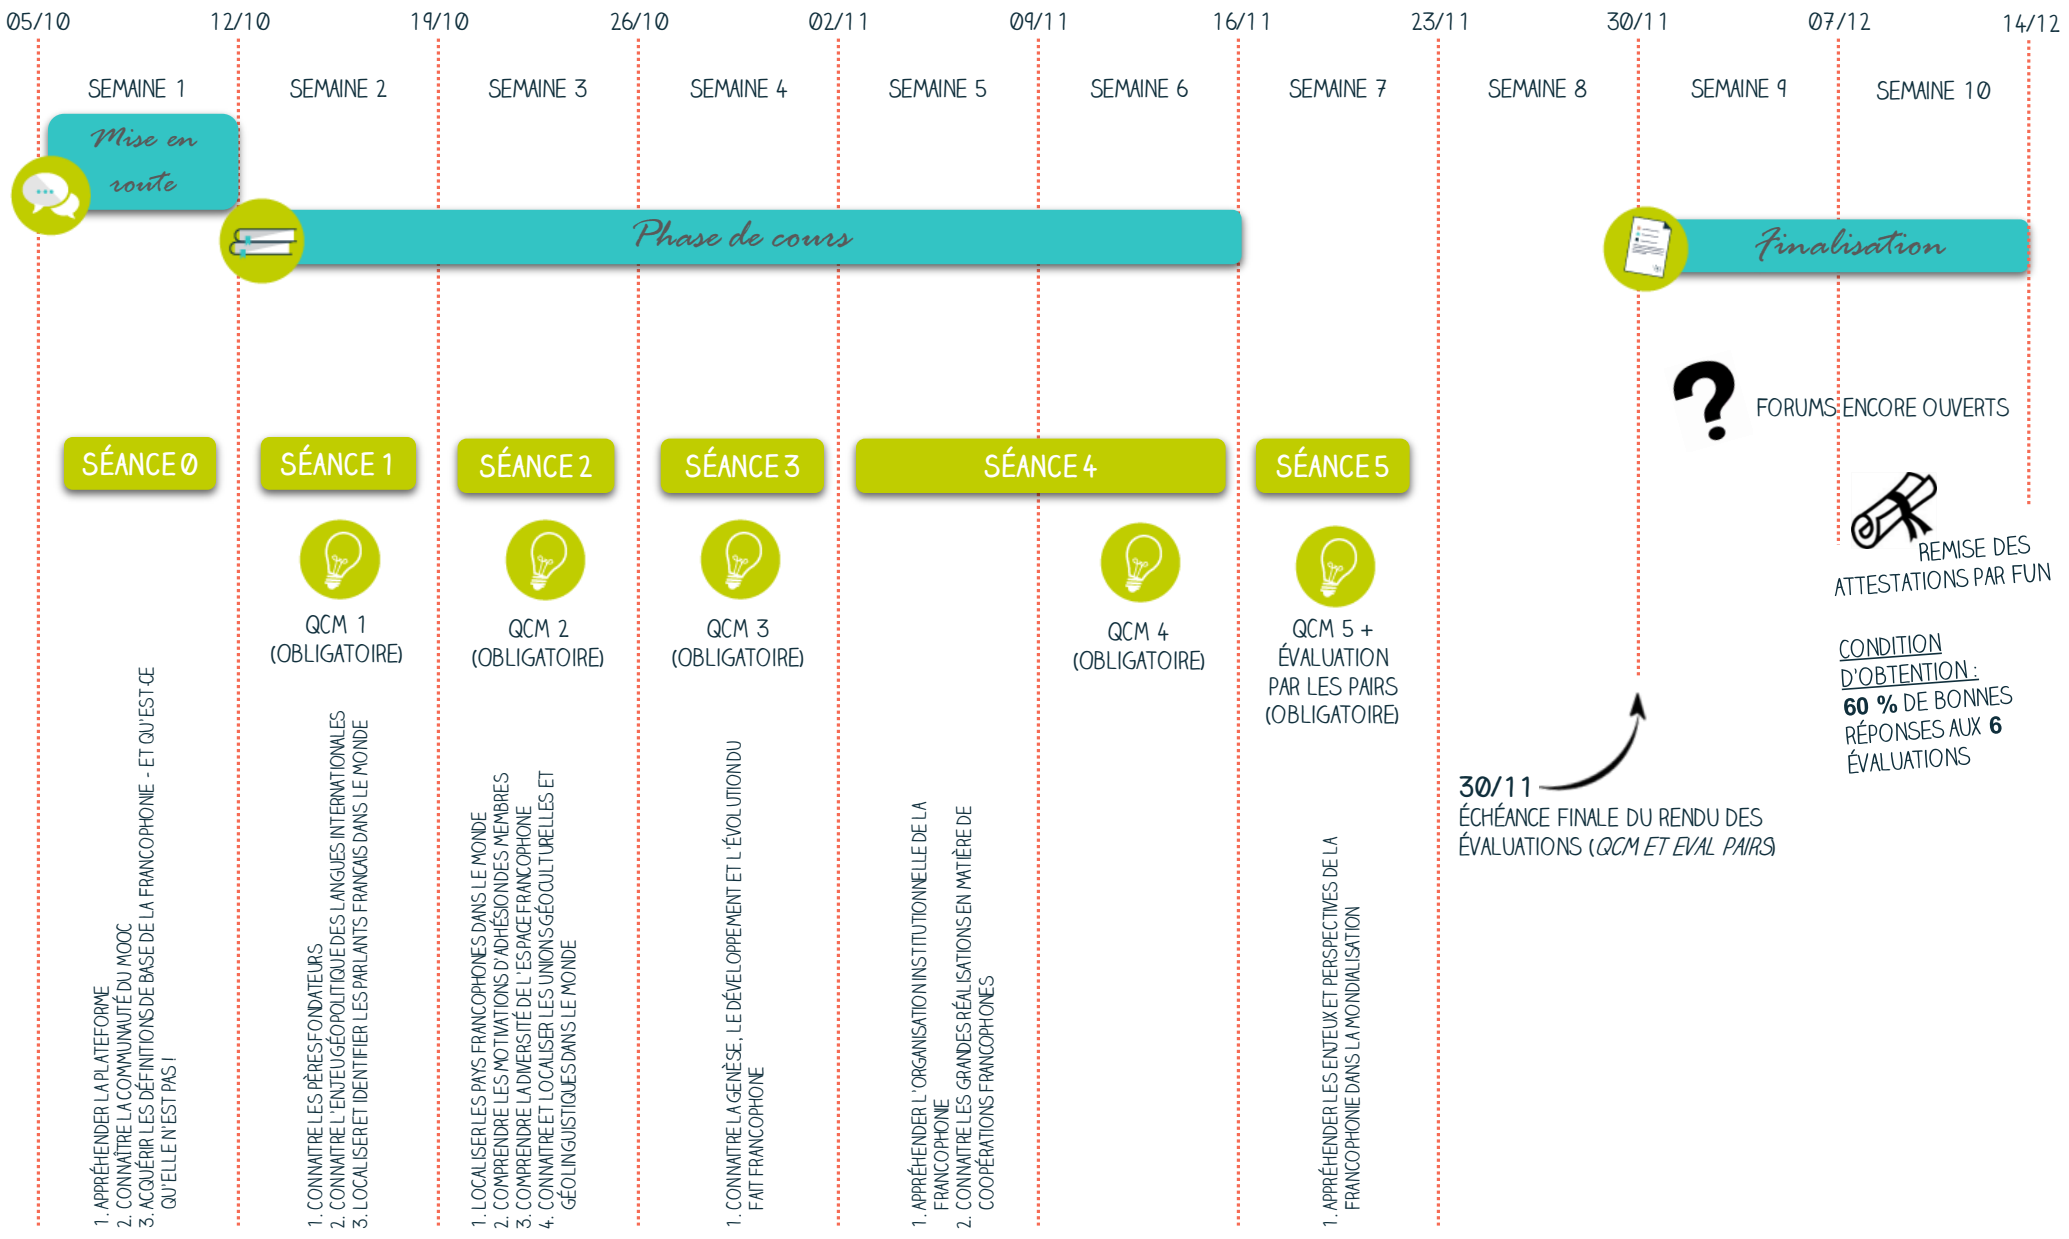 05/10
12/10
19/10
26/10
02/11
09/11
16/11
23/11
30/11
07/12
14/12
SEMAINE 1
SEMAINE 2
SEMAINE 3
SEMAINE 4
SEMAINE 5
SEMAINE 6
SEMAINE 7
SEMAINE 8
SEMAINE 9
SEMAINE 10
Mise en
route
Phase de cours
Finalisation
FORUMS ENCORE OUVERTS
SÉANCE 0
SÉANCE 1
SÉANCE 2
SÉANCE 3
SÉANCE 4
SÉANCE 5
QCM 1
(OBLIGATOIRE)
QCM 2
(OBLIGATOIRE)
QCM 3
(OBLIGATOIRE)
QCM 4
(OBLIGATOIRE)
QCM 5 +
ÉVALUATION
PAR LES PAIRS
(OBLIGATOIRE)
REMISE DES
ATTESTATIONS PAR FUN
CONDITION
D'OBTENTION :
60 % DE BONNES
RÉPONSES AUX 6
ÉVALUATIONS
30/11
ÉCHÉANCE FINALE DU RENDU DES
ÉVALUATIONS (QCM ET EVAL PAIRS)
1. APPRÉHENDER LA PLATEFORME
2. CONNAÎTRE LA COMMUNAUTÉ DU MOOC
3. ACQUÉRIR LES DÉFINITIONS DE BASE DE LA FRANCOPHONIE - ET QU'EST-CE
QU'ELLE N'EST PAS !
1. CONNAITRE LES PÈRES FONDATEURS
2. CONNAITRE L'ENJEU GÉOPOLITIQUE DES LANGUES INTERNATIONALES
3. LOCALISER ET IDENTIFIER LES PARLANTS FRANCAIS DANS LE MONDE
1. LOCALISER LES PAYS FRANCOPHONES DANS LE MONDE
2. COMPRENDRE LES MOTIVATIONS D'ADHÉSION DES MEMBRES
3. COMPRENDRE LA DIVERSITÉ DE L'ESPACE FRANCOPHONE
4. CONNAITRE ET LOCALISER LES UNIONS GÉOCULTURELLES ET
GÉOLINGUISTIQUES DANS LE MONDE
1. CONNAITRE LA GENÈSE, LE DÉVELOPPEMENT ET L'ÉVOLUTION DU
FAIT FRANCOPHONE
1. APPRÉHENDER L'ORGANISATION INSTITUTIONNELLE DE LA
FRANCOPHONIE
2. CONNAITRE LES GRANDES RÉALISATIONS EN MATIÈRE DE
COOPÉRATIONS FRANCOPHONES
1. APPRÉHENDER LES ENJEUX ET PERSPECTIVES DE LA
FRANCOPHONIE DANS LA MONDIALISATION